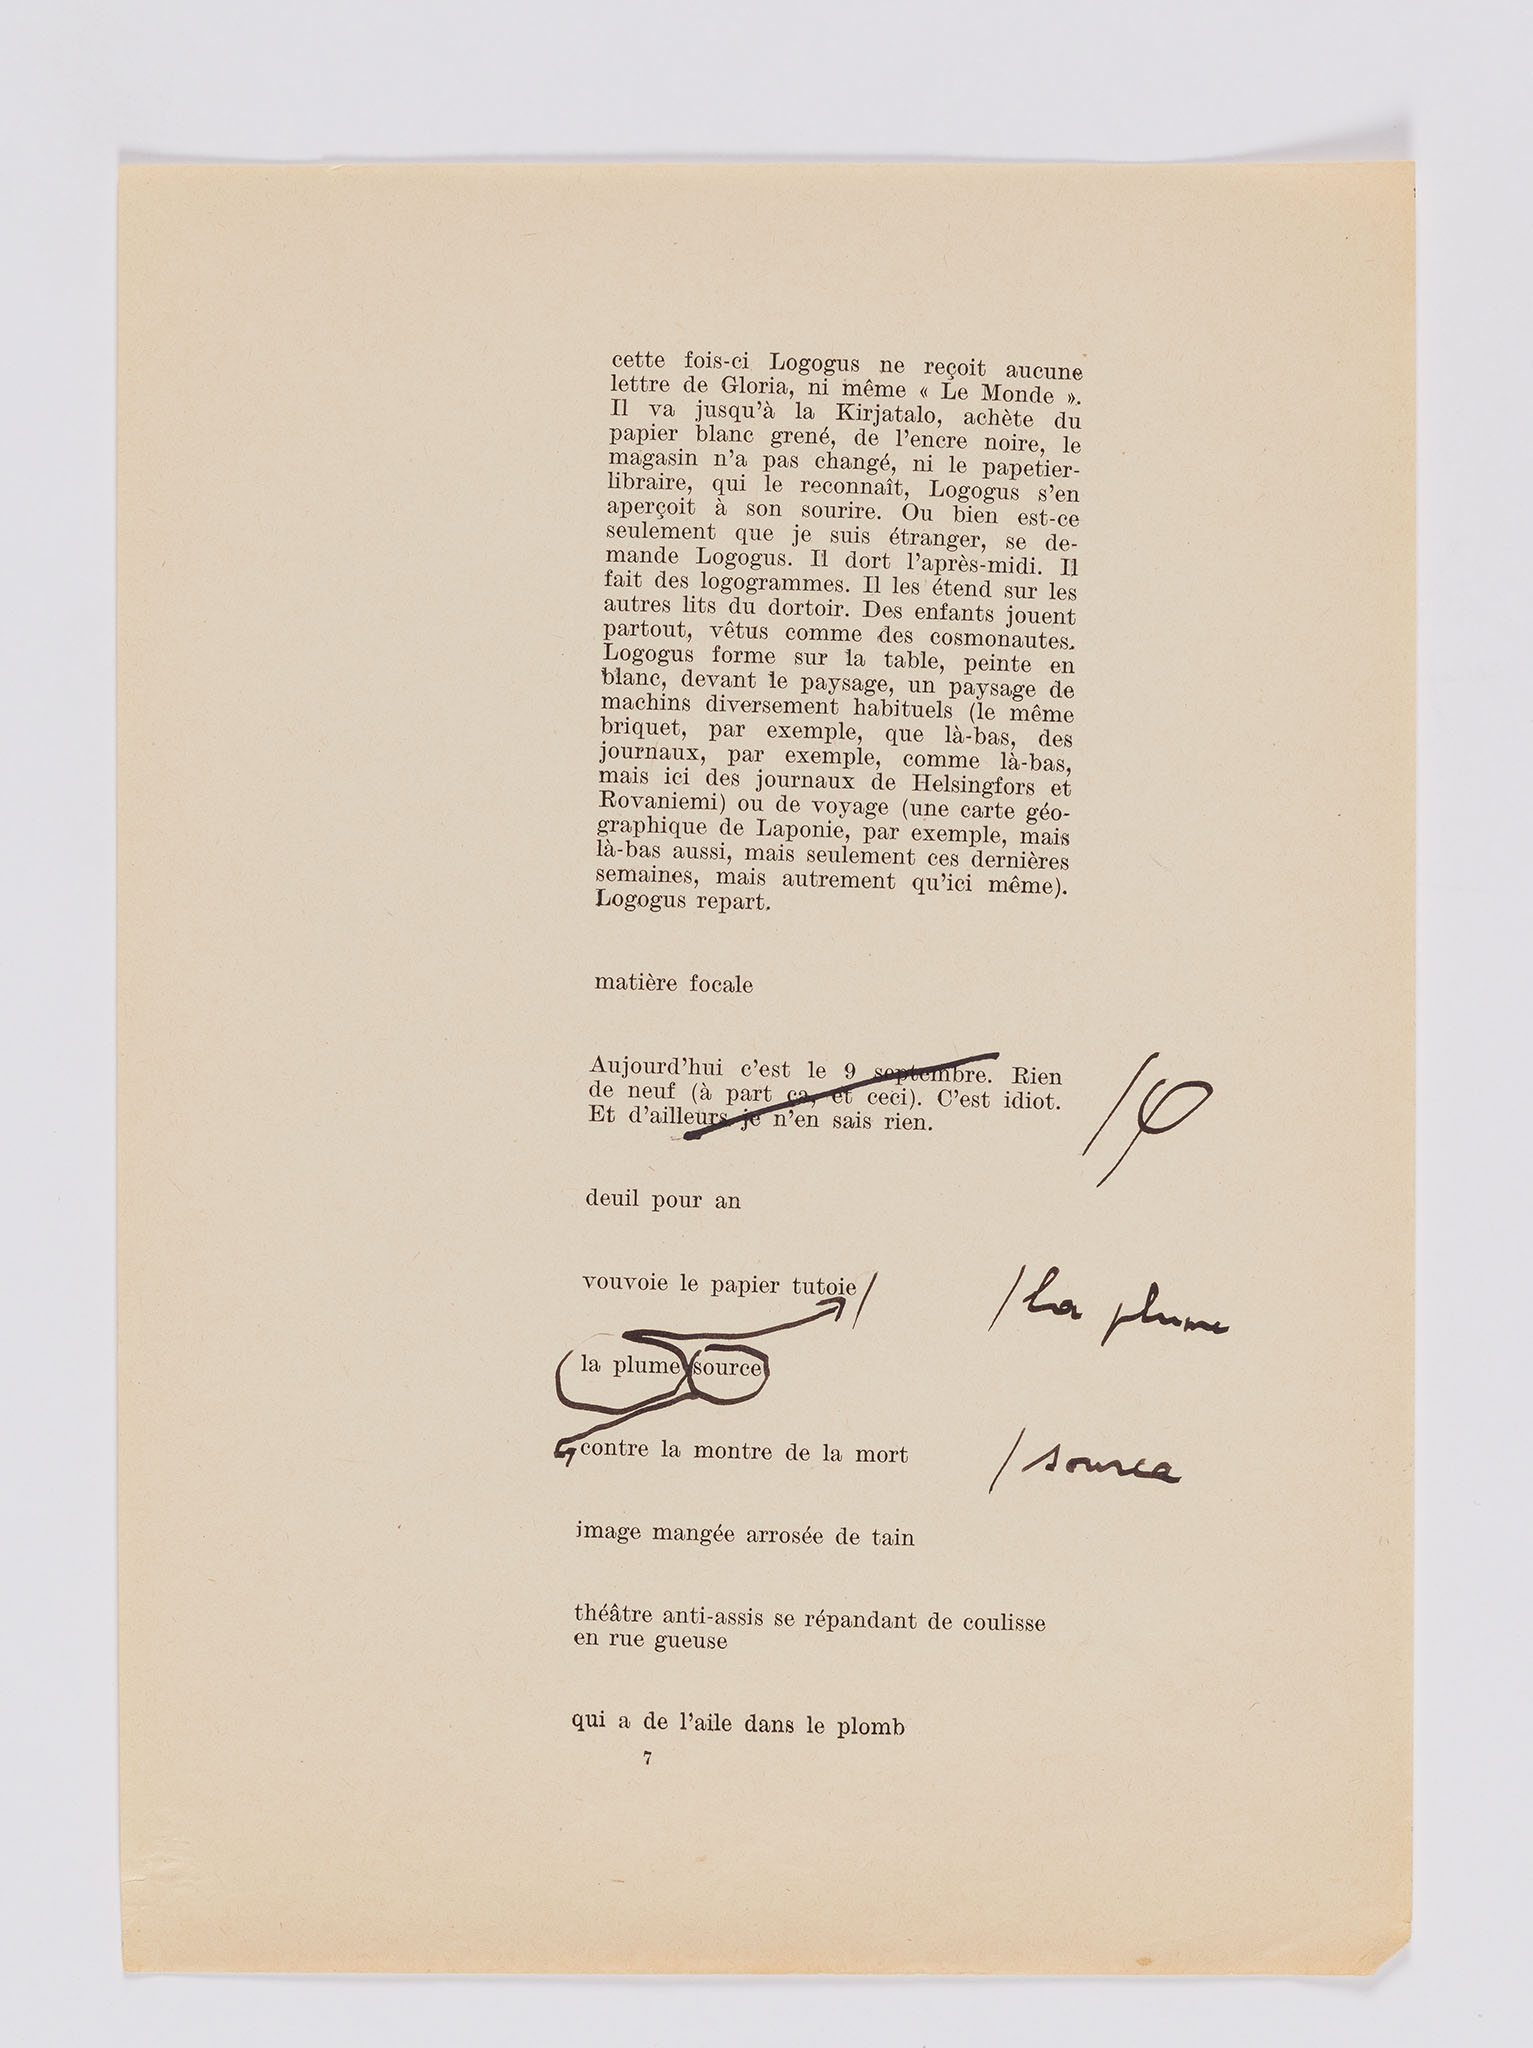 cette fois-ci Logogus ne reçoit aucune
lettre de Gloria, ni même « Le Monde ».
Il va jusqu'à la Kirjatalo, achète du
papier blanc grené, de l'encre noire, le
magasin n'a pas changé, ni le papetier-
libraire, qui le reconnaît, Logogus s'en
aperçoit à son sourire. Ou bien est-ce
seulement que je suis étranger, se de-
mande Logogus. Il dort l'après-midi. Il
fait des logogrammes. Il les étend sur les
autres lits du dortoir. Des enfants jouent
partout, vêtus comme des cosmonautes.
Logogus forme sur la table, peinte en
blanc, devant le paysage, un paysage de
machins diversement habituels (le même
briquet, par exemple, que là-bas, des
journaux, par exemple, comme là-bas,
mais ici des journaux de Helsingfors et
Rovaniemi) ou de voyage (une carte géo-
graphique de Laponie, par exemple, mais
là-bas aussi, mais seulement ces dernières
semaines, mais autrement qu'ici même).
Logogus repart.
matière focale
Aujourd'hui c'est le 9 septembre. Rien
de neuf (à part ça, et ceci). C'est idiot.
Et d'ailleurs je n'en sais rien.
deuil pour an
vouvoie le papier tutoie/ /la plume
la plume source
contre la montre de la mort /source
image mangée arrosée de tain
théâtre anti-assis se répandant de coulisse
en rue gueuse
qui a de l'aile dans le plomb
7